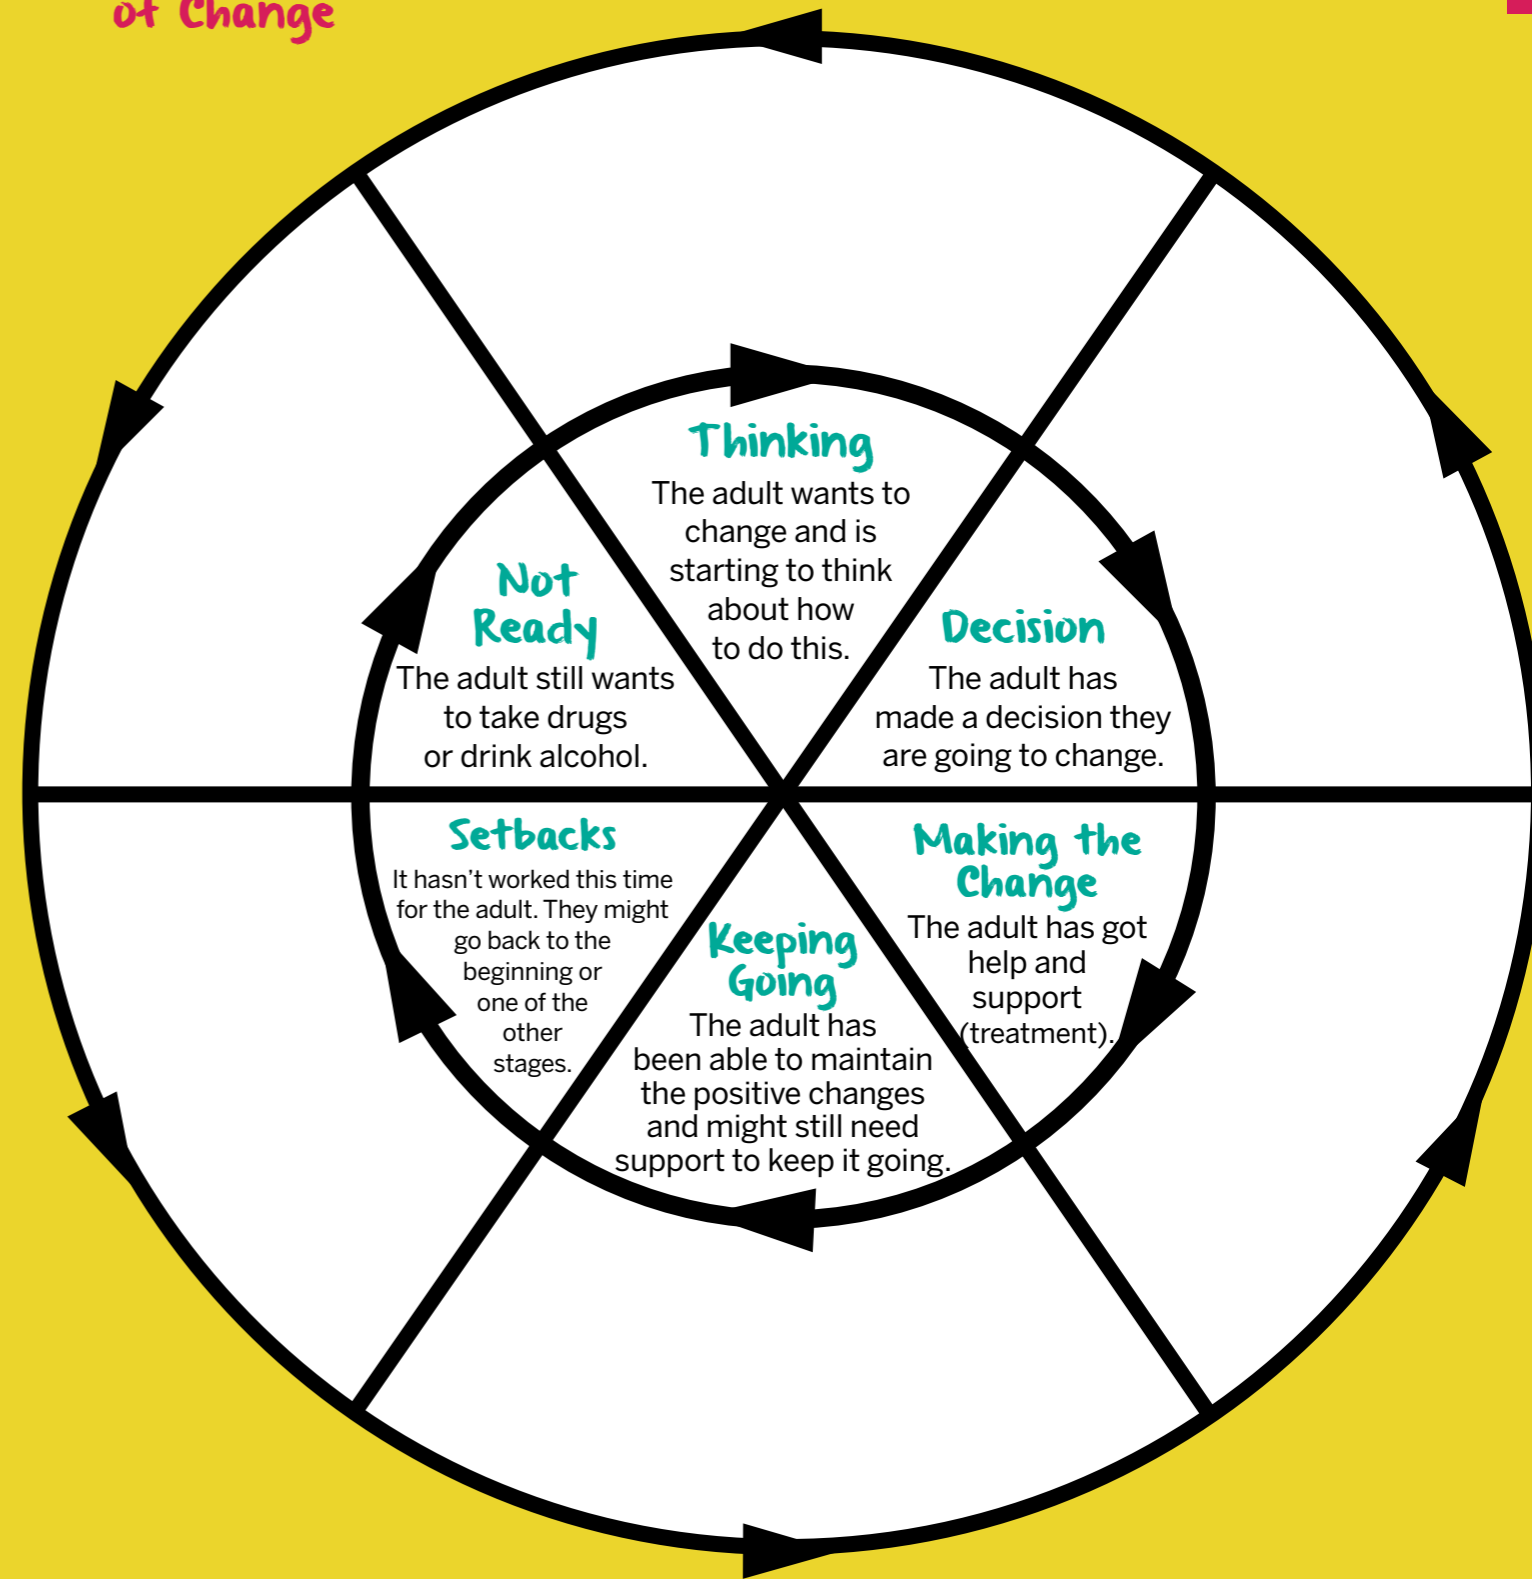 of Change
Thinking
The adult wants to
change and is
starting to think
about how
to do this.
Decision
The adult has
made a decision they
are going to change.
Making the
Change
The adult has got
help and
support
(treatment).
Keeping
Going
The adult has
been able to maintain
the positive changes
and might still need
support to keep it going.
Setbacks
It hasn’t worked this time
for the adult. They might
go back to the
beginning or
one of the
other
stages.
Not
Ready
The adult still wants
to take drugs
or drink alcohol.